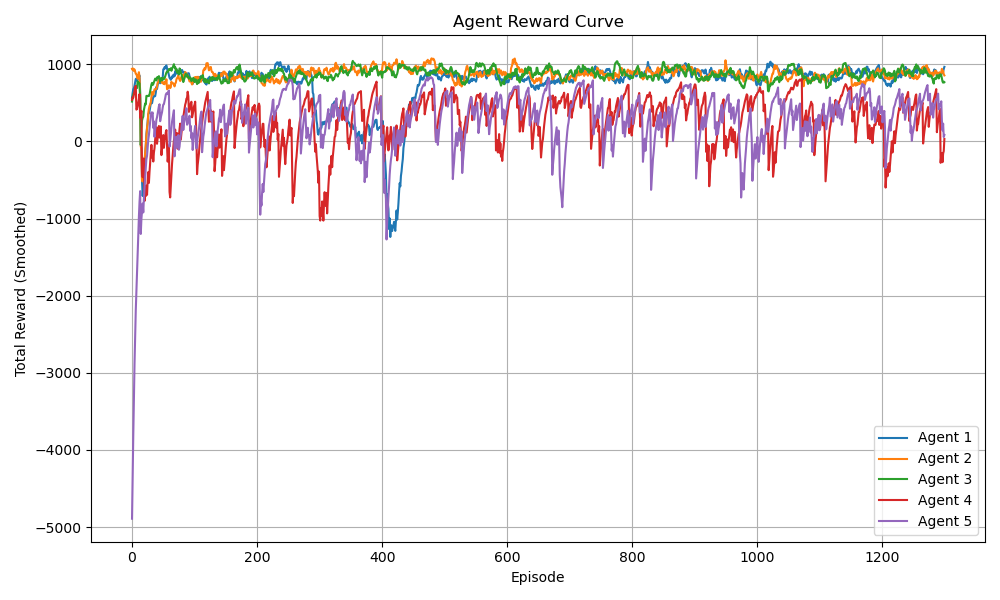 Agent Reward Curve
Total Reward (Smoothed)
1000
0
−1000
−2000
−3000
−4000
−5000
0 200 400 600 800 1000 1200
Episode
Agent 1
Agent 2
Agent 3
Agent 4
Agent 5